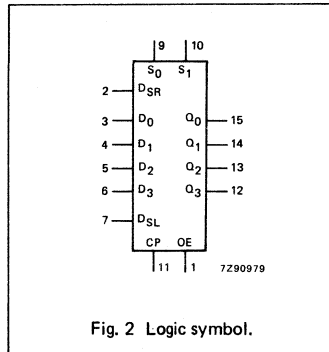 9 10
S0 S1
2 DSR
3 D0 Q0 15
4 D1 Q1 14
5 D2 Q2 13
6 D3 Q3 12
7 DSL
CP OE
11 1 7Z90979
Fig. 2 Logic symbol.